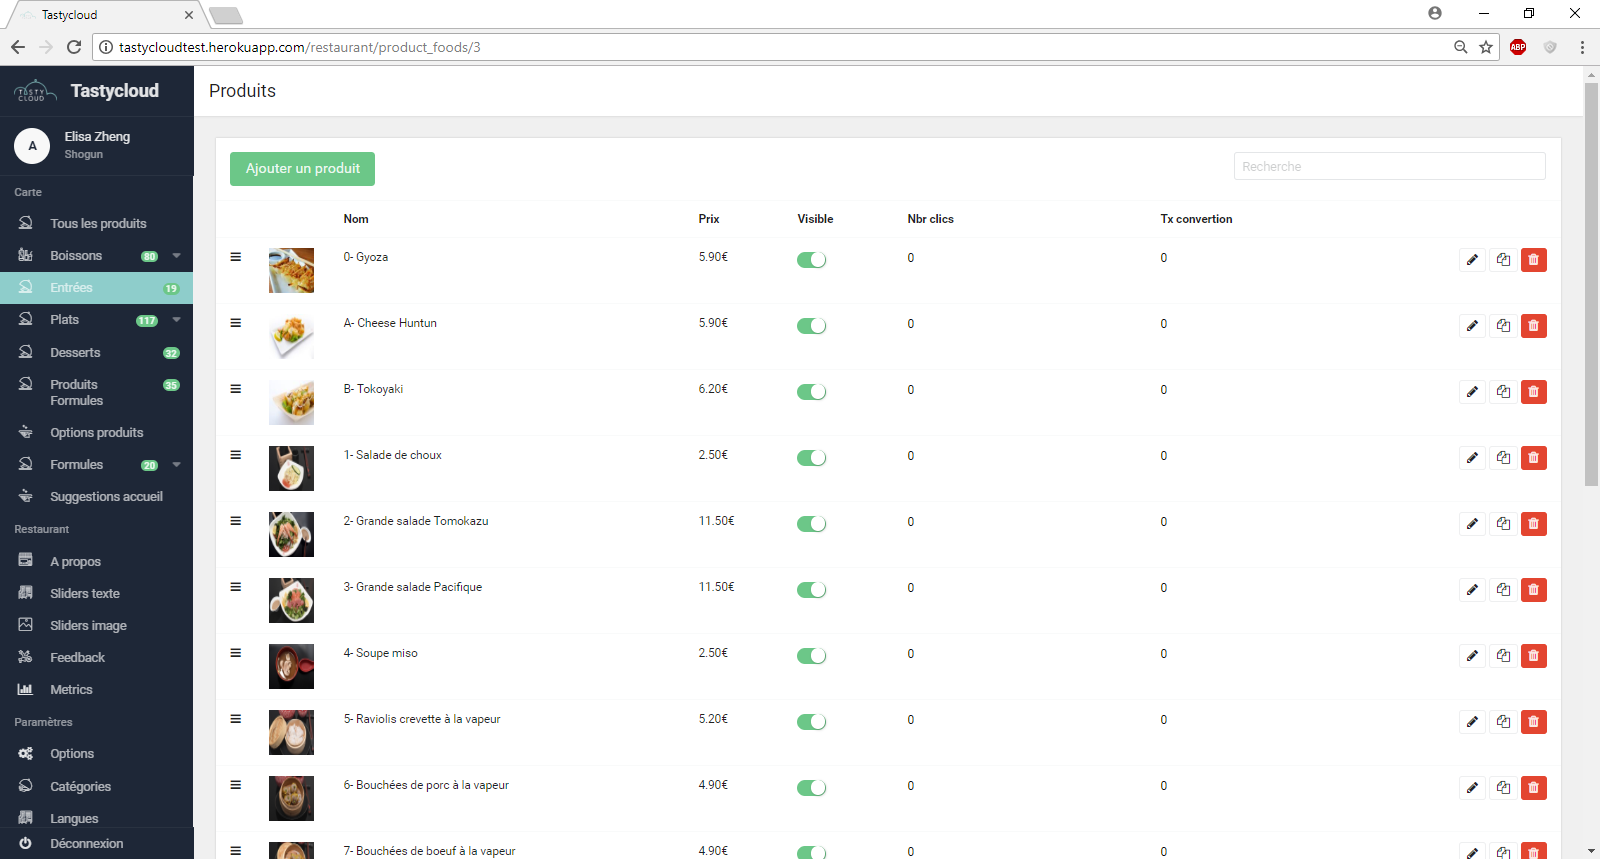 Tastycloud
tastycloudtest.herokuapp.com/restaurant/product_foods/3
ABP
TASTY
CLOUD
Tastycloud
Produits
A
Elisa Zheng
Shogun
Carte
Tous les produits
Boissons 80
Entrées 19
Plats 117
Desserts 32
Produits 35
Formules
Options produits
Formules 20
Suggestions accueil
Restaurant
A propos
Sliders texte
Sliders image
Feedback
Metrics
Paramètres
Options
Catégories
Langues
Déconnexion
Ajouter un produit
Recherche
Nom Prix Visible Nbr clics Tx convertion
0- Gyoza 5.90€ 0 0
A- Cheese Huntun 5.90€ 0 0
B- Tokoyaki 6.20€ 0 0
1- Salade de choux 2.50€ 0 0
2- Grande salade Tomokazu 11.50€ 0 0
3- Grande salade Pacifique 11.50€ 0 0
4- Soupe miso 2.50€ 0 0
5- Raviolis crevette à la vapeur 5.20€ 0 0
6- Bouchées de porc à la vapeur 4.90€ 0 0
7- Bouchées de boeuf à la vapeur 4.90€ 0 0